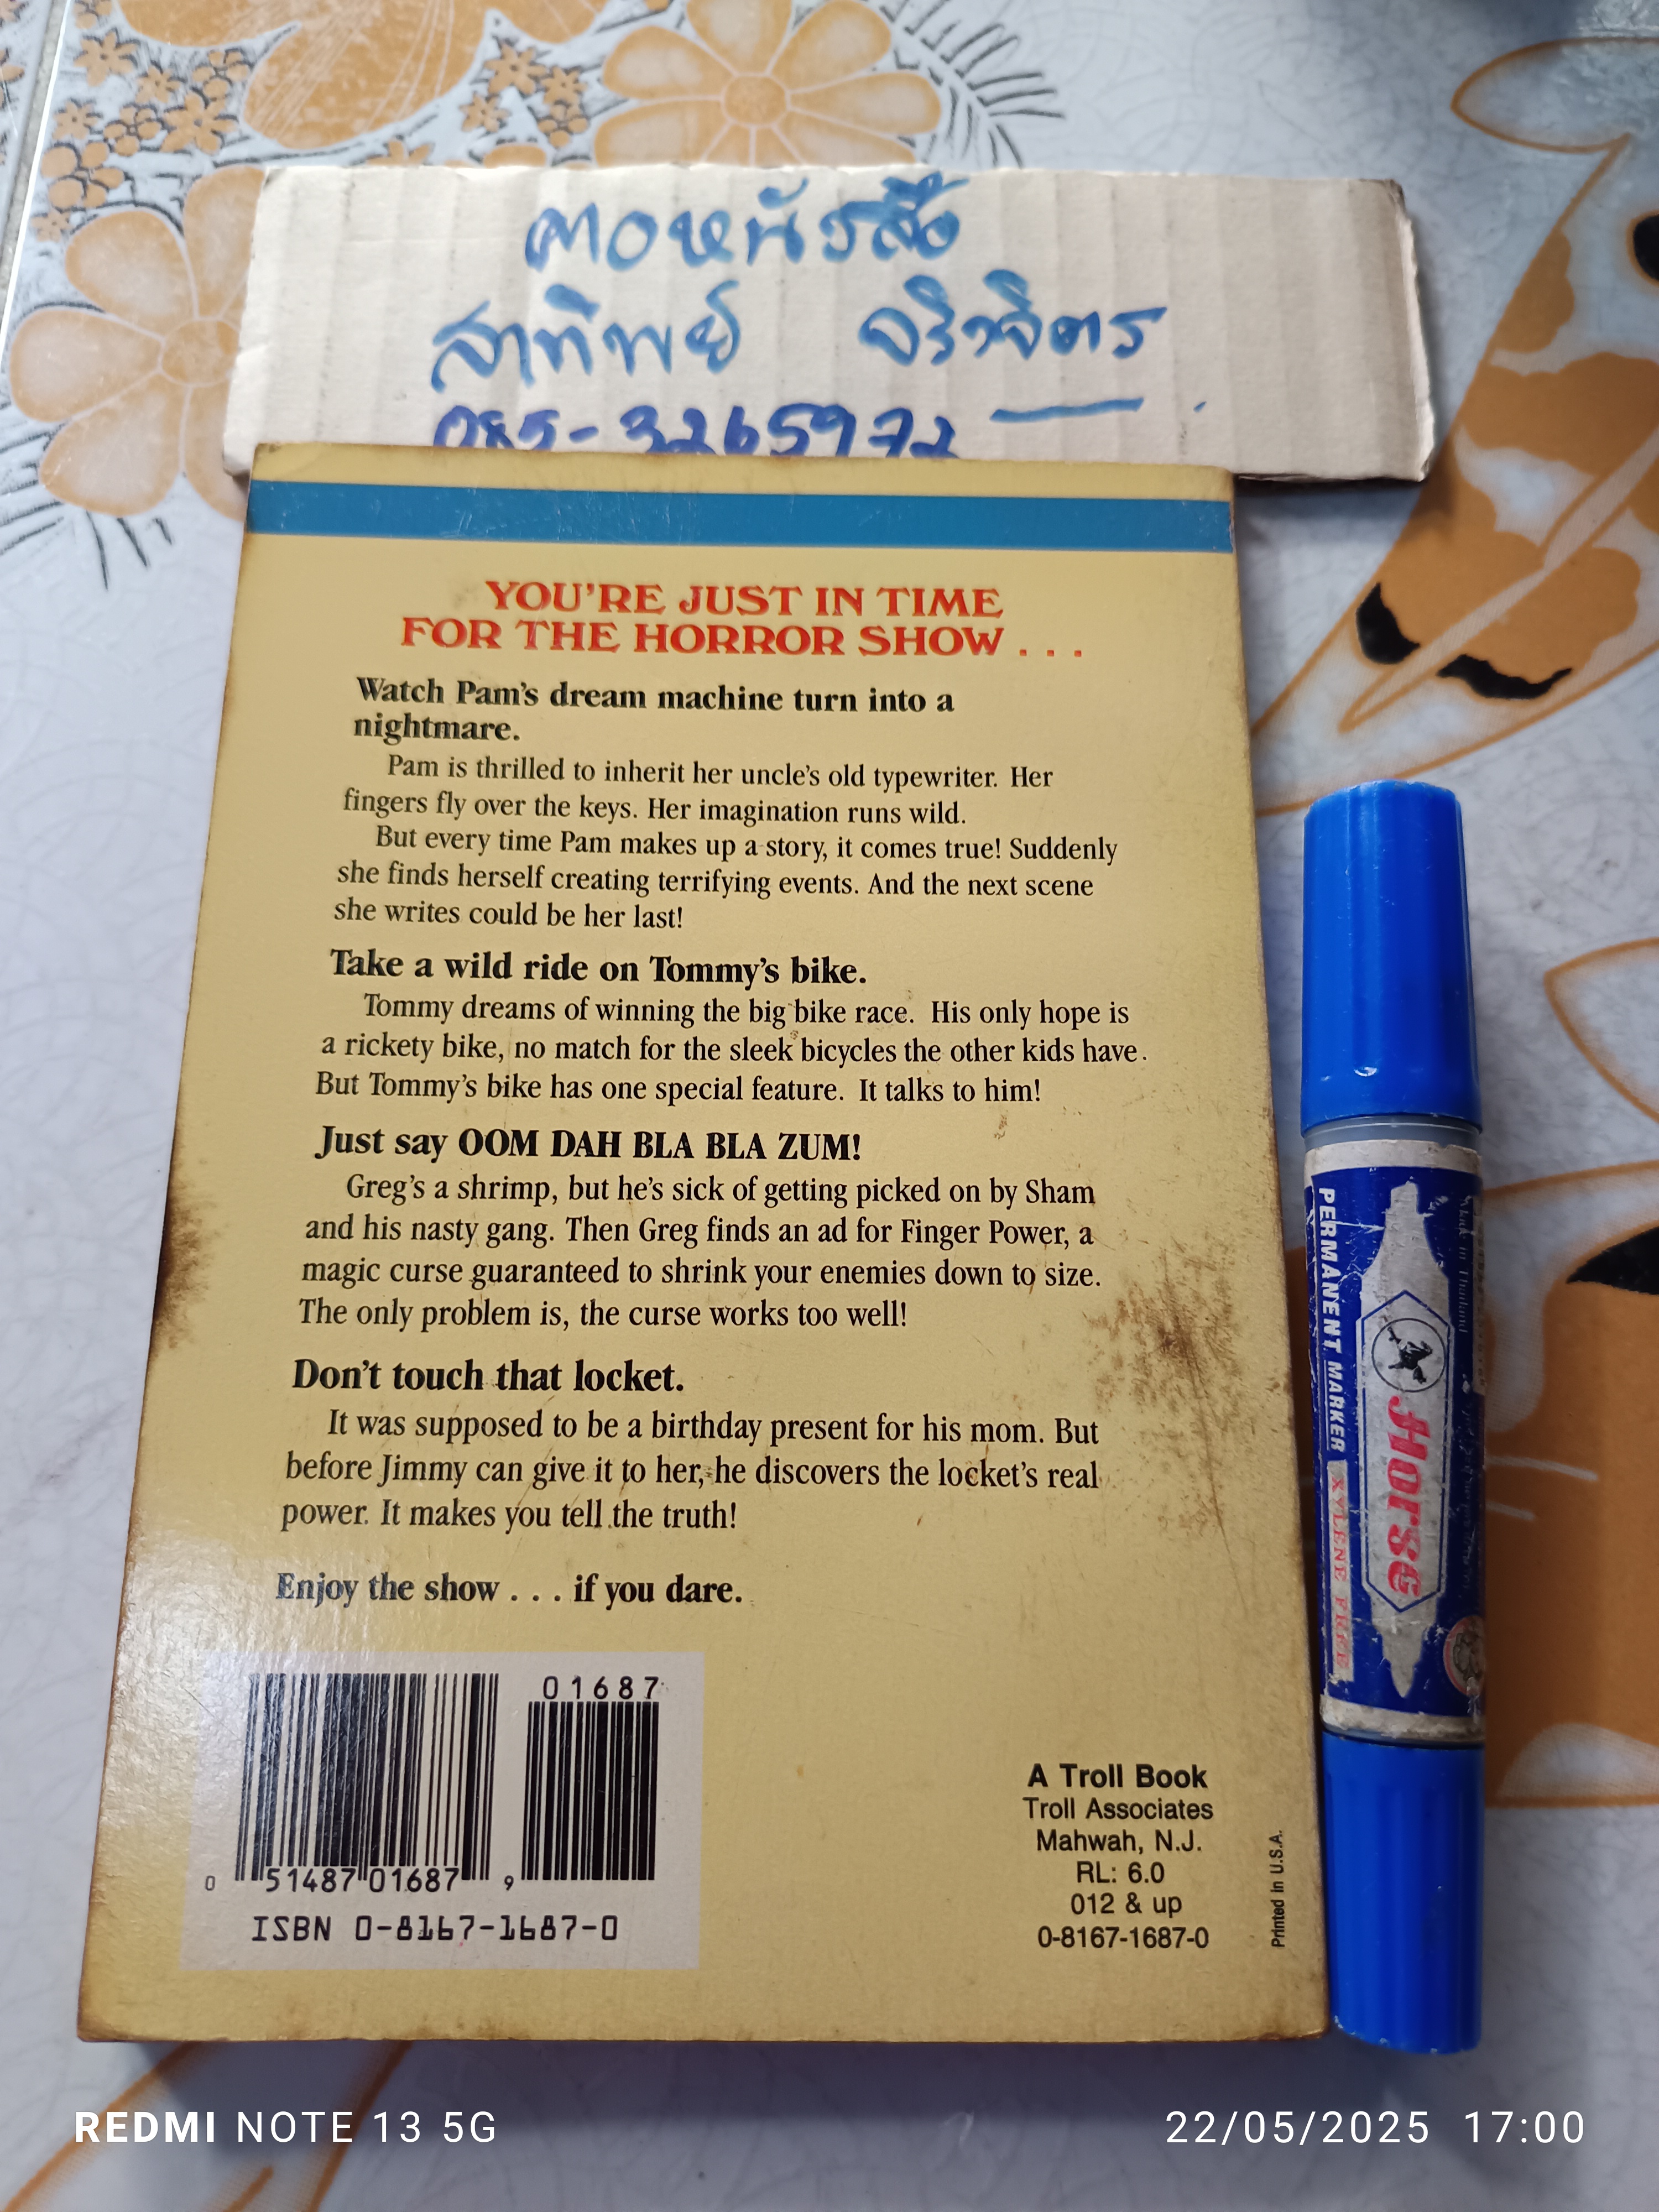 ฅอหนังสือ
สาทิพย์
YOU'RE JUST IN TIME
FOR THE HORROR SHOW . . .
Watch Pam's dream machine turn into a
nightmare.
Pam is thrilled to inherit her uncle's old typewriter. Her
fingers fly over the keys. Her imagination runs wild.
But every time Pam makes up a story, it comes true! Suddenly
she finds herself creating terrifying events. And the next scene
she writes could be her last!
Take a wild ride on Tommy's bike.
Tommy dreams of winning the big bike race. His only hope is
a rickety bike, no match for the sleek bicycles the other kids have.
But Tommy's bike has one special feature. It talks to him!
Just say OOM DAH BLA BLA ZUM!
Greg's a shrimp, but he's sick of getting picked on by Sham
and his nasty gang. Then Greg finds an ad for Finger Power, a
magic curse guaranteed to shrink your enemies down to size.
The only problem is, the curse works too well!
Don't touch that locket.
It was supposed to be a birthday present for his mom. But
before Jimmy can give it to her, he discovers the locket's real
power. It makes you tell the truth!
Enjoy the show . . . if you dare.
01687
0 51487 01687 9
ISBN 0-8167-1687-0
A Troll Book
Troll Associates
Mahwah, N.J.
RL: 6.0
012 & up
0-8167-1687-0
Printed in U.S.A.
Made in Thailand
Horse
PERMANENT MARKER
XYLENE FREE
REDMI NOTE 13 5G
22/05/2025 17:00